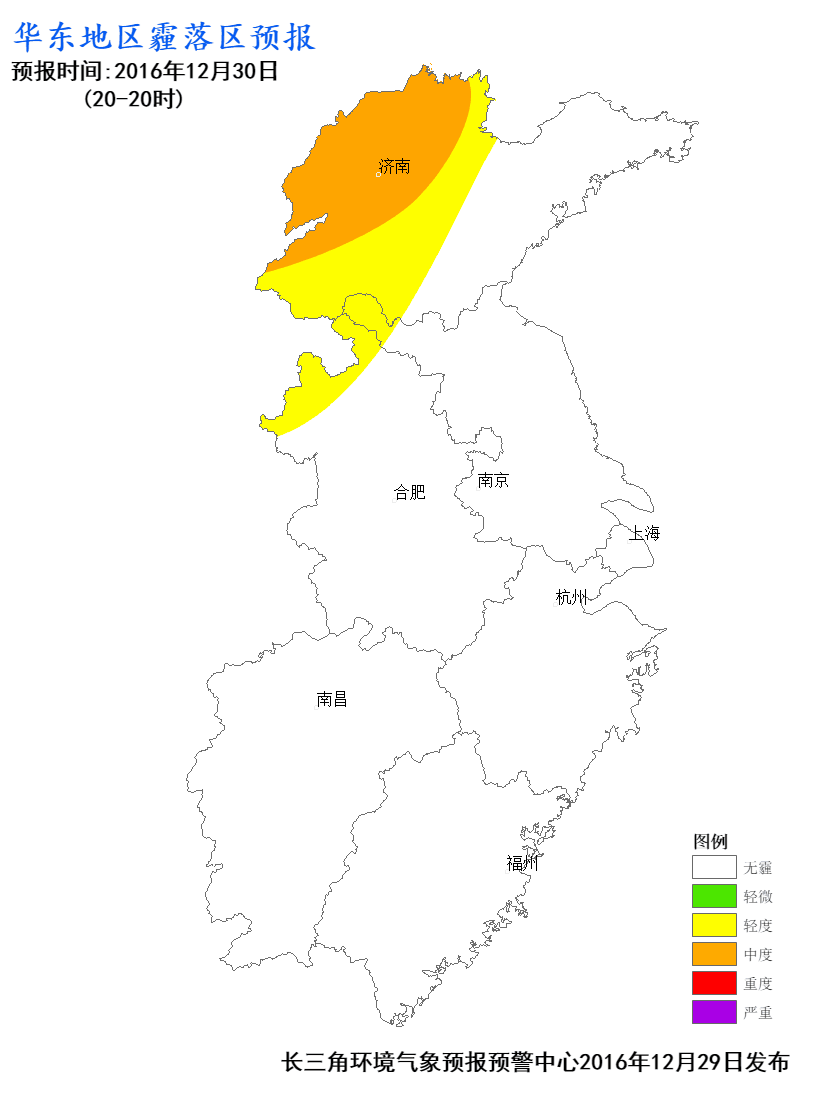 华东地区霾落区预报
预报时间:2016年12月30日
(20-20时)
济南
南京
合肥
上海
杭州
南昌
福州
图例
无霾
轻微
轻度
中度
重度
严重
长三角环境气象预报预警中心2016年12月29日发布